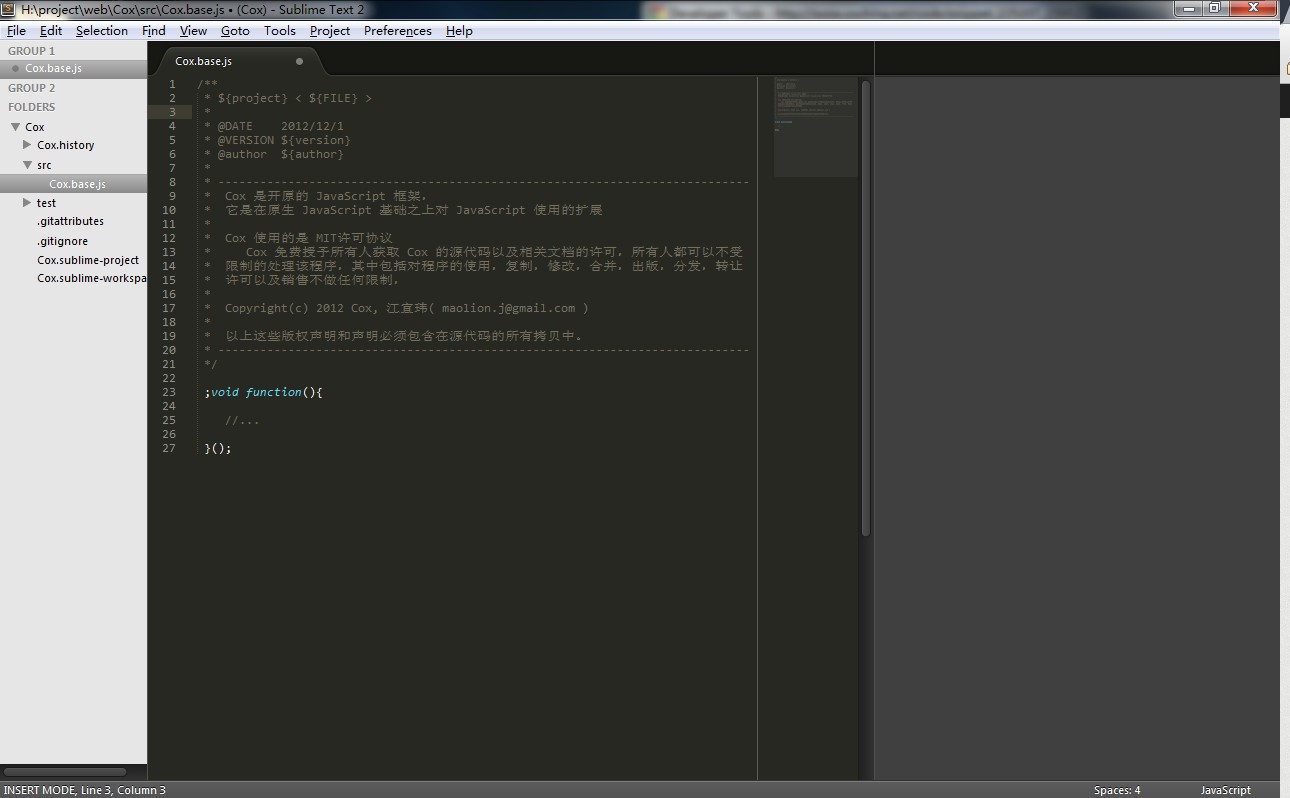 H:\project\web\Cox\src\Cox.base.js • (Cox) - Sublime Text 2
File Edit Selection Find View Goto Tools Project Preferences Help
GROUP 1
Cox.base.js
GROUP 2
FOLDERS
Cox
Cox.history
src
Cox.base.js
test
.gitattributes
.gitignore
Cox.sublime-project
Cox.sublime-workspa
Cox.base.js
1 /**
2 * ${project} < ${FILE} >
3 *
4 * @DATE 2012/12/1
5 * @VERSION ${version}
6 * @author ${author}
7 *
8 * ----------------------------------------------------------------------------
9 * Cox 是开原的 JavaScript 框架,
10 * 它是在原生 JavaScript 基础之上对 JavaScript 使用的扩展
11 *
12 * Cox 使用的是 MIT许可协议
13 * Cox 免费授予所有人获取 Cox 的源代码以及相关文档的许可, 所有人都可以不受
14 * 限制的处理该程序, 其中包括对程序的使用, 复制, 修改, 合并, 出版, 分发, 转让
15 * 许可以及销售不做任何限制,
16 *
17 * Copyright(c) 2012 Cox, 江宜玮( maolion.j@gmail.com )
18 *
19 * 以上这些版权声明和声明必须包含在源代码的所有拷贝中。
20 * ----------------------------------------------------------------------------
21 */
22
23 ;void function(){
24
25 //...
26
27 }();
INSERT MODE, Line 3, Column 3
Spaces: 4
JavaScript